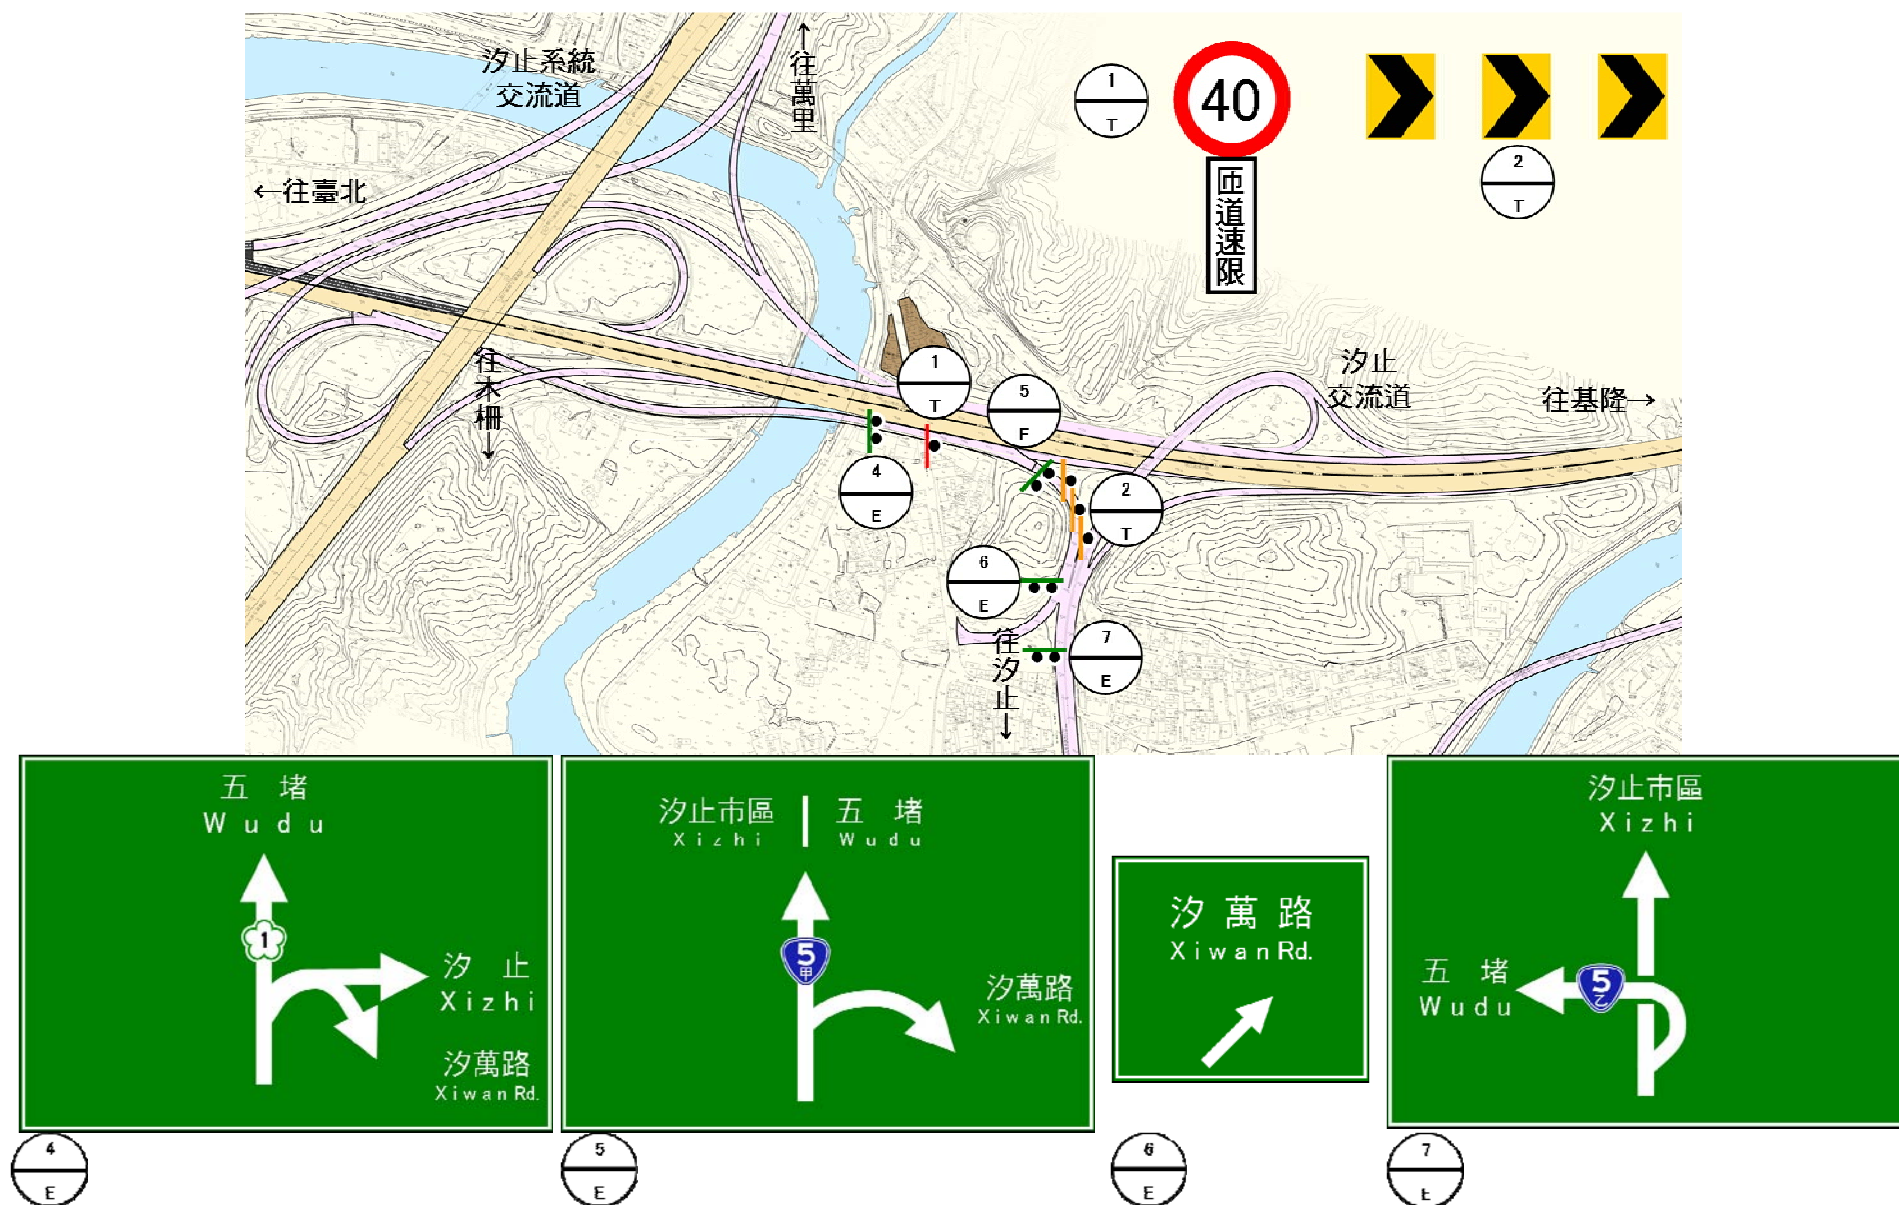 汐止系統
交流道
↑往萬里
←往臺北
往木柵↓
汐止
交流道
往基隆→
往汐止↓
1
T
40
匝道速限
2
T
1
T
5
F
4
E
2
T
6
E
7
E
五堵
Wudu
1
汐止
Xizhi
汐萬路
Xiwan Rd.
4
E
汐止市區 五堵
Xizhi Wudu
5
甲
汐萬路
Xiwan Rd.
5
E
汐萬路
Xiwan Rd.
6
E
汐止市區
Xizhi
五堵
Wudu
5
乙
7
E